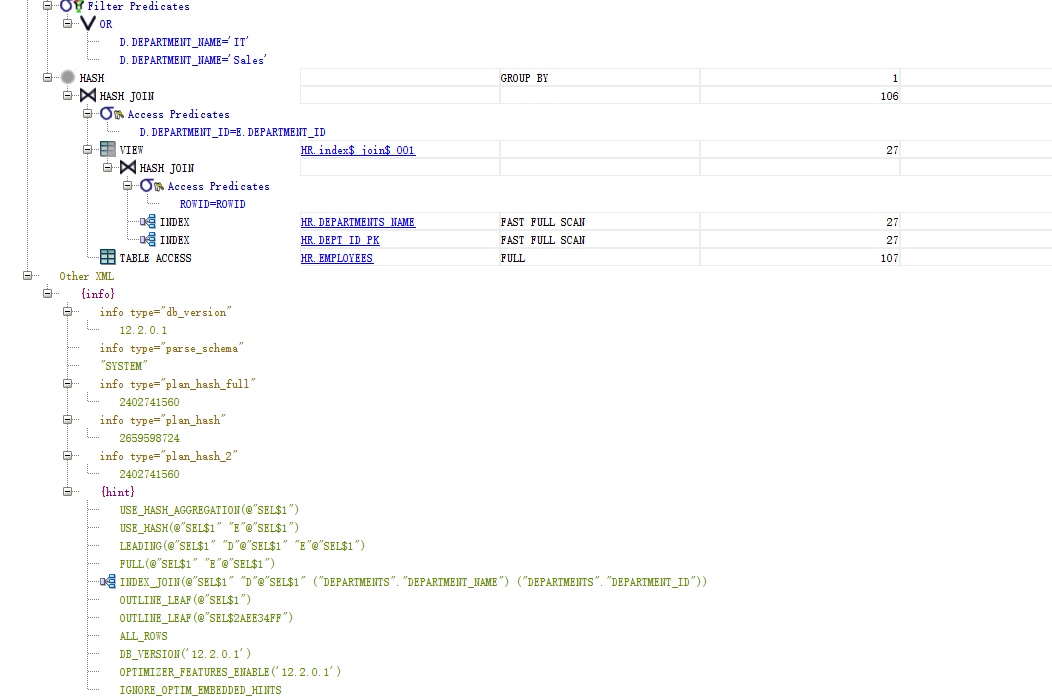 Filter Predicates
OR
D.DEPARTMENT_NAME='IT'
D.DEPARTMENT_NAME='Sales'
HASH GROUP BY 1
HASH JOIN 106
Access Predicates
D.DEPARTMENT_ID=E.DEPARTMENT_ID
VIEW HR.index$_join$_001 27
HASH JOIN
Access Predicates
ROWID=ROWID
INDEX HR.DEPARTMENTS_NAME FAST FULL SCAN 27
INDEX HR.DEPT_ID_PK FAST FULL SCAN 27
TABLE ACCESS HR.EMPLOYEES FULL 107
Other XML
{info}
info type="db_version"
12.2.0.1
info type="parse_schema"
"SYSTEM"
info type="plan_hash_full"
2402741560
info type="plan_hash"
2659598724
info type="plan_hash_2"
2402741560
{hint}
USE_HASH_AGGREGATION(@"SEL$1")
USE_HASH(@"SEL$1" "E"@"SEL$1")
LEADING(@"SEL$1" "D"@"SEL$1" "E"@"SEL$1")
FULL(@"SEL$1" "E"@"SEL$1")
INDEX_JOIN(@"SEL$1" "D"@"SEL$1" ("DEPARTMENTS"."DEPARTMENT_NAME") ("DEPARTMENTS"."DEPARTMENT_ID"))
OUTLINE_LEAF(@"SEL$1")
OUTLINE_LEAF(@"SEL$2AEE34FF")
ALL_ROWS
DB_VERSION('12.2.0.1')
OPTIMIZER_FEATURES_ENABLE('12.2.0.1')
IGNORE_OPTIM_EMBEDDED_HINTS